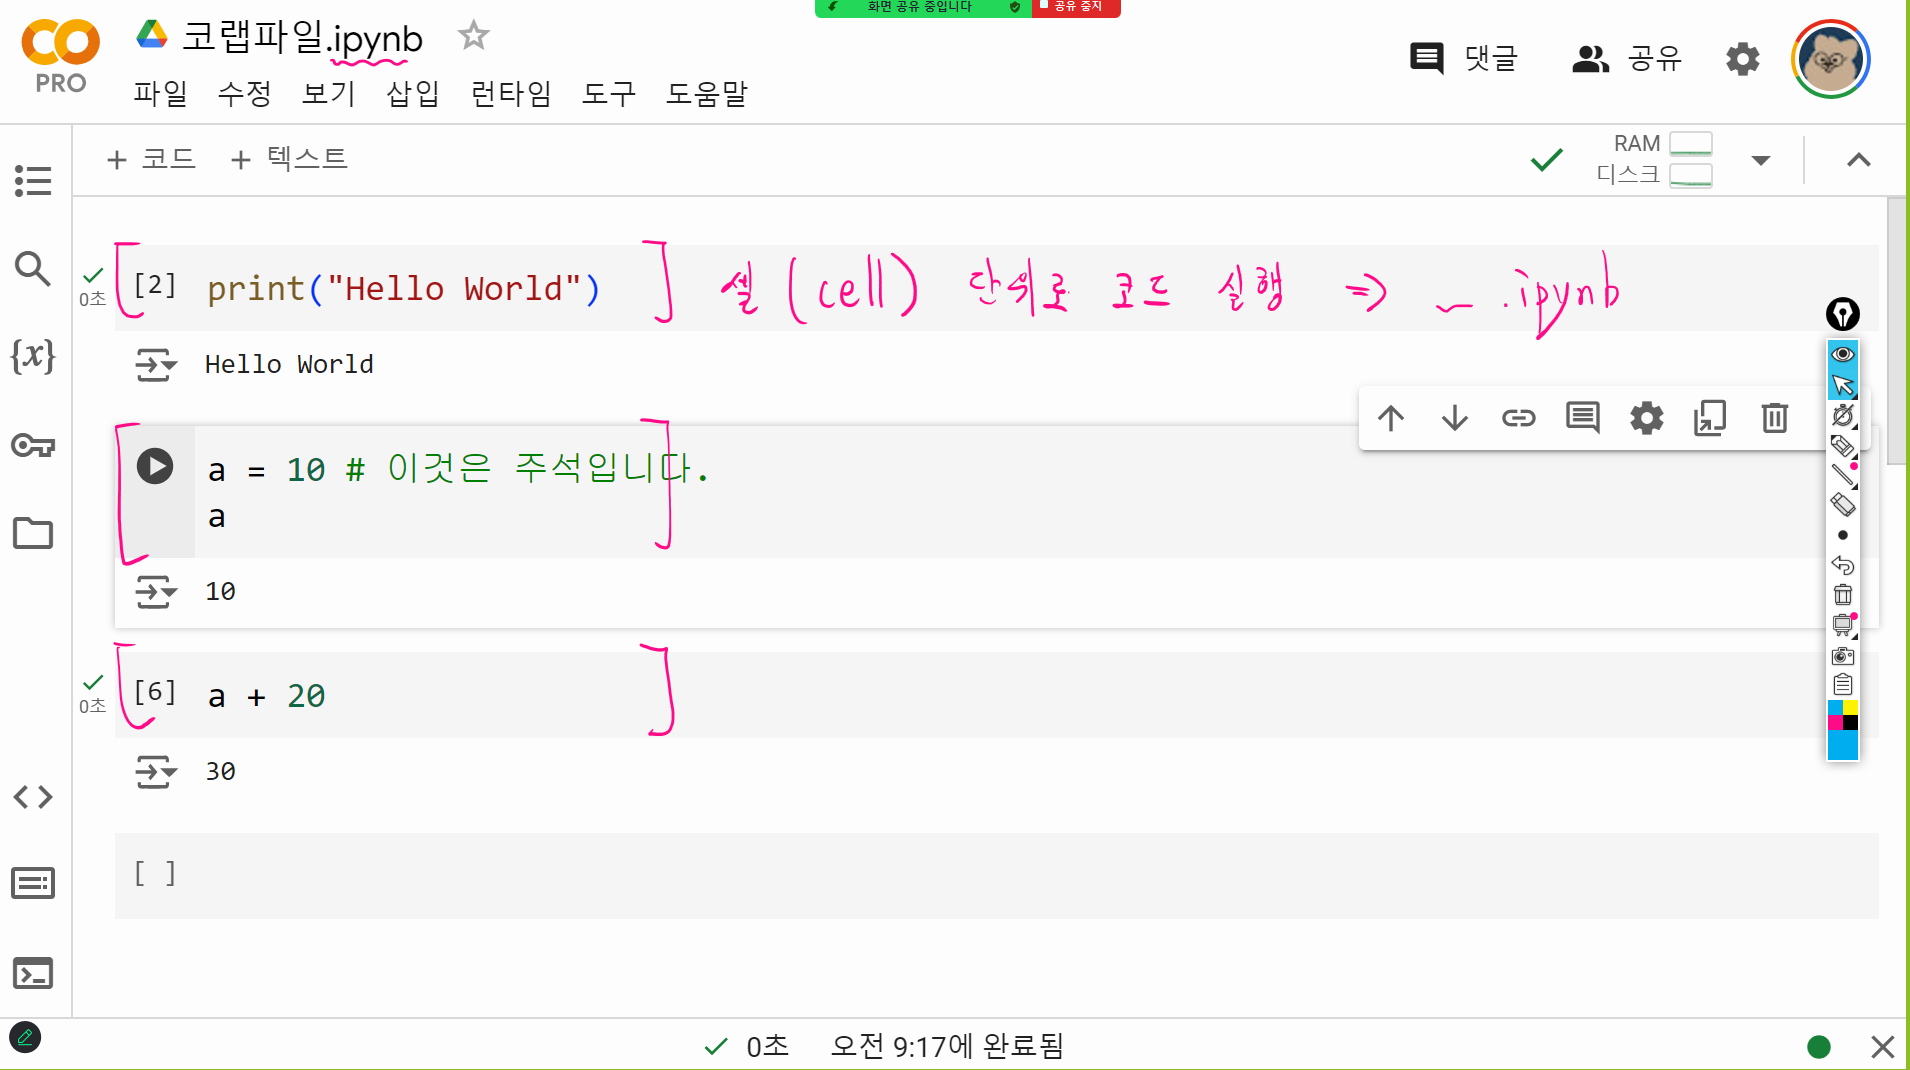 화면 공유 중입니다 공유 중지
코랩파일.ipynb
PRO
댓글 공유
파일 수정 보기 삽입 런타임 도구 도움말
+ 코드 + 텍스트
RAM
디스크
[2] print("Hello World") 셀 (cell) 단위로 코드 실행 => ~ .ipynb
0초
{x}
Hello World
a = 10 # 이것은 주석입니다.
a
10
[6] a + 20
0초
30
[ ]
0초 오전 9:17에 완료됨